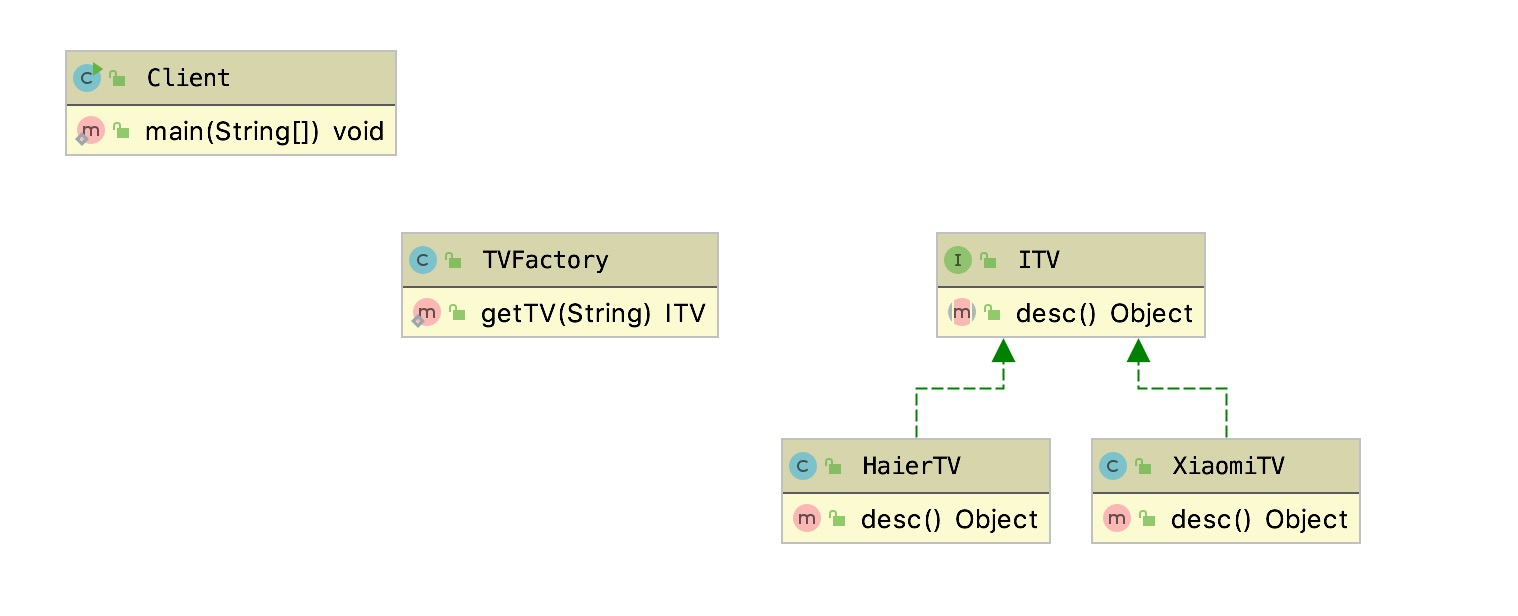 C Client
m main(String[]) void
C TVFactory
m getTV(String) ITV
I ITV
m desc() Object
C HaierTV
m desc() Object
C XiaomiTV
m desc() Object